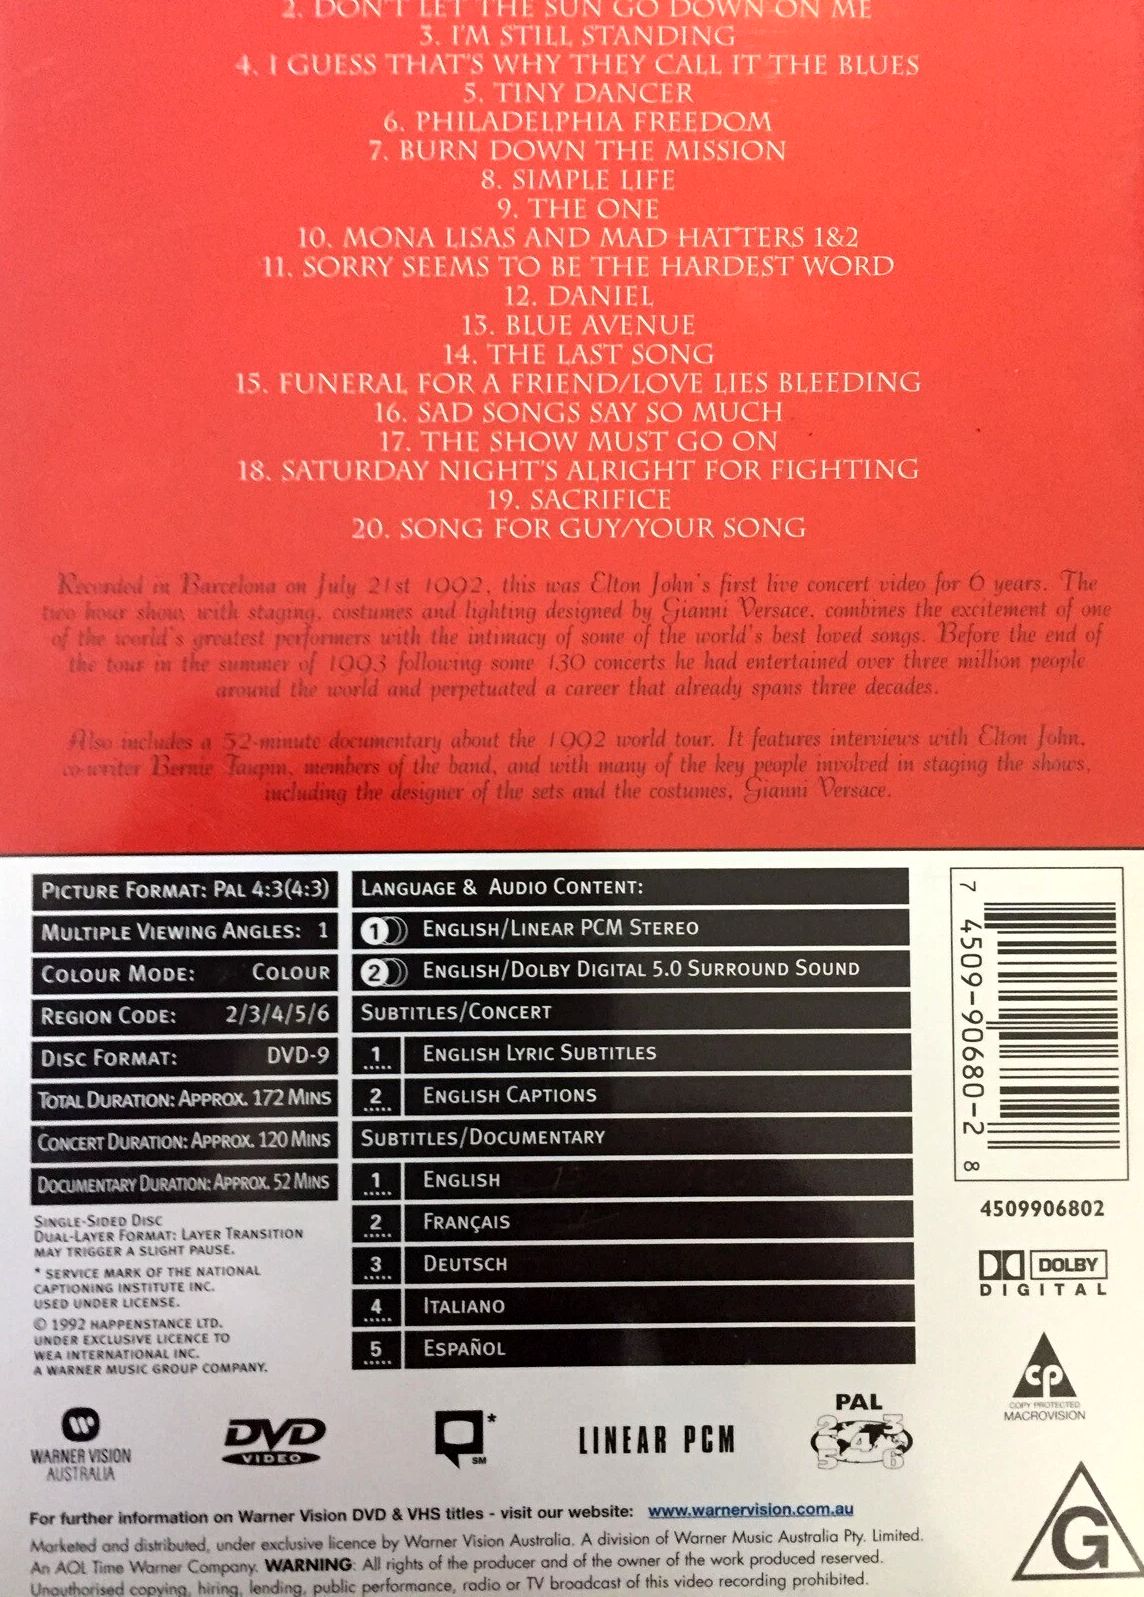 2. DON'T LET THE SUN GO DOWN ON ME
3. I'M STILL STANDING
4. I GUESS THAT'S WHY THEY CALL IT THE BLUES
5. TINY DANCER
6. PHILADELPHIA FREEDOM
7. BURN DOWN THE MISSION
8. SIMPLE LIFE
9. THE ONE
10. MONA LISAS AND MAD HATTERS 1&2
11. SORRY SEEMS TO BE THE HARDEST WORD
12. DANIEL
13. BLUE AVENUE
14. THE LAST SONG
15. FUNERAL FOR A FRIEND/LOVE LIES BLEEDING
16. SAD SONGS SAY SO MUCH
17. THE SHOW MUST GO ON
18. SATURDAY NIGHT'S ALRIGHT FOR FIGHTING
19. SACRIFICE
20. SONG FOR GUY/YOUR SONG
Recorded in Barcelona on July 21st 1992, this was Elton John's first live concert video for 6 years. The
two hour show, with staging, costumes and lighting designed by Gianni Versace, combines the excitement of one
of the world's greatest performers with the intimacy of some of the world's best loved songs. Before the end of
the tour in the summer of 1993 following some 130 concerts he had entertained over three million people
around the world and perpetuated a career that already spans three decades.
Also includes a 52-minute documentary about the 1992 world tour. It features interviews with Elton John,
co-writer Bernie Taupin, members of the band, and with many of the key people involved in staging the shows,
including the designer of the sets and the costumes, Gianni Versace.
PICTURE FORMAT: PAL 4:3(4:3)
MULTIPLE VIEWING ANGLES: 1
COLOUR MODE: COLOUR
REGION CODE: 2/3/4/5/6
DISC FORMAT: DVD-9
TOTAL DURATION: APPROX. 172 MINS
CONCERT DURATION: APPROX. 120 MINS
DOCUMENTARY DURATION: APPROX. 52 MINS
SINGLE-SIDED DISC
DUAL-LAYER FORMAT: LAYER TRANSITION
MAY TRIGGER A SLIGHT PAUSE.
* SERVICE MARK OF THE NATIONAL
CAPTIONING INSTITUTE INC.
USED UNDER LICENSE.
© 1992 HAPPENSTANCE LTD.
UNDER EXCLUSIVE LICENCE TO
WEA INTERNATIONAL INC.
A WARNER MUSIC GROUP COMPANY.
LANGUAGE & AUDIO CONTENT:
1 ENGLISH/LINEAR PCM STEREO
2 ENGLISH/DOLBY DIGITAL 5.0 SURROUND SOUND
SUBTITLES/CONCERT
1 ENGLISH LYRIC SUBTITLES
2 ENGLISH CAPTIONS
SUBTITLES/DOCUMENTARY
1 ENGLISH
2 FRANÇAIS
3 DEUTSCH
4 ITALIANO
5 ESPAÑOL
7 4509-90680-2 8
4509906802
DOLBY
DIGITAL
CP
COPY PROTECTED
MACROVISION
WARNER VISION
AUSTRALIA
DVD
VIDEO
*
SM
LINEAR PCM
PAL
2 3 4 5 6
G
For further information on Warner Vision DVD & VHS titles - visit our website: www.warnervision.com.au
Marketed and distributed, under exclusive licence by Warner Vision Australia. A division of Warner Music Australia Pty. Limited.
An AOL Time Warner Company. WARNING: All rights of the producer and of the owner of the work produced reserved.
Unauthorised copying, hiring, lending, public performance, radio or TV broadcast of this video recording prohibited.